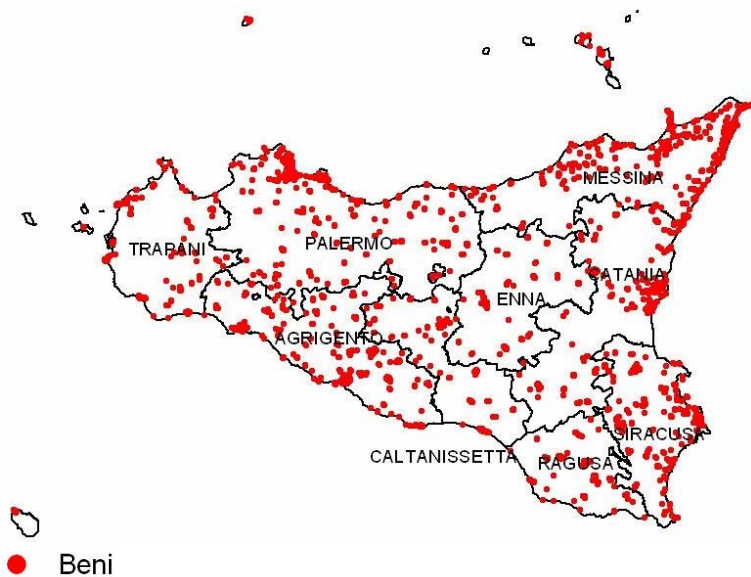 MESSINA
PALERMO
TRAPANI
CATANIA
ENNA
AGRIGENTO
SIRACUSA
CALTANISSETTA
RAGUSA
Beni